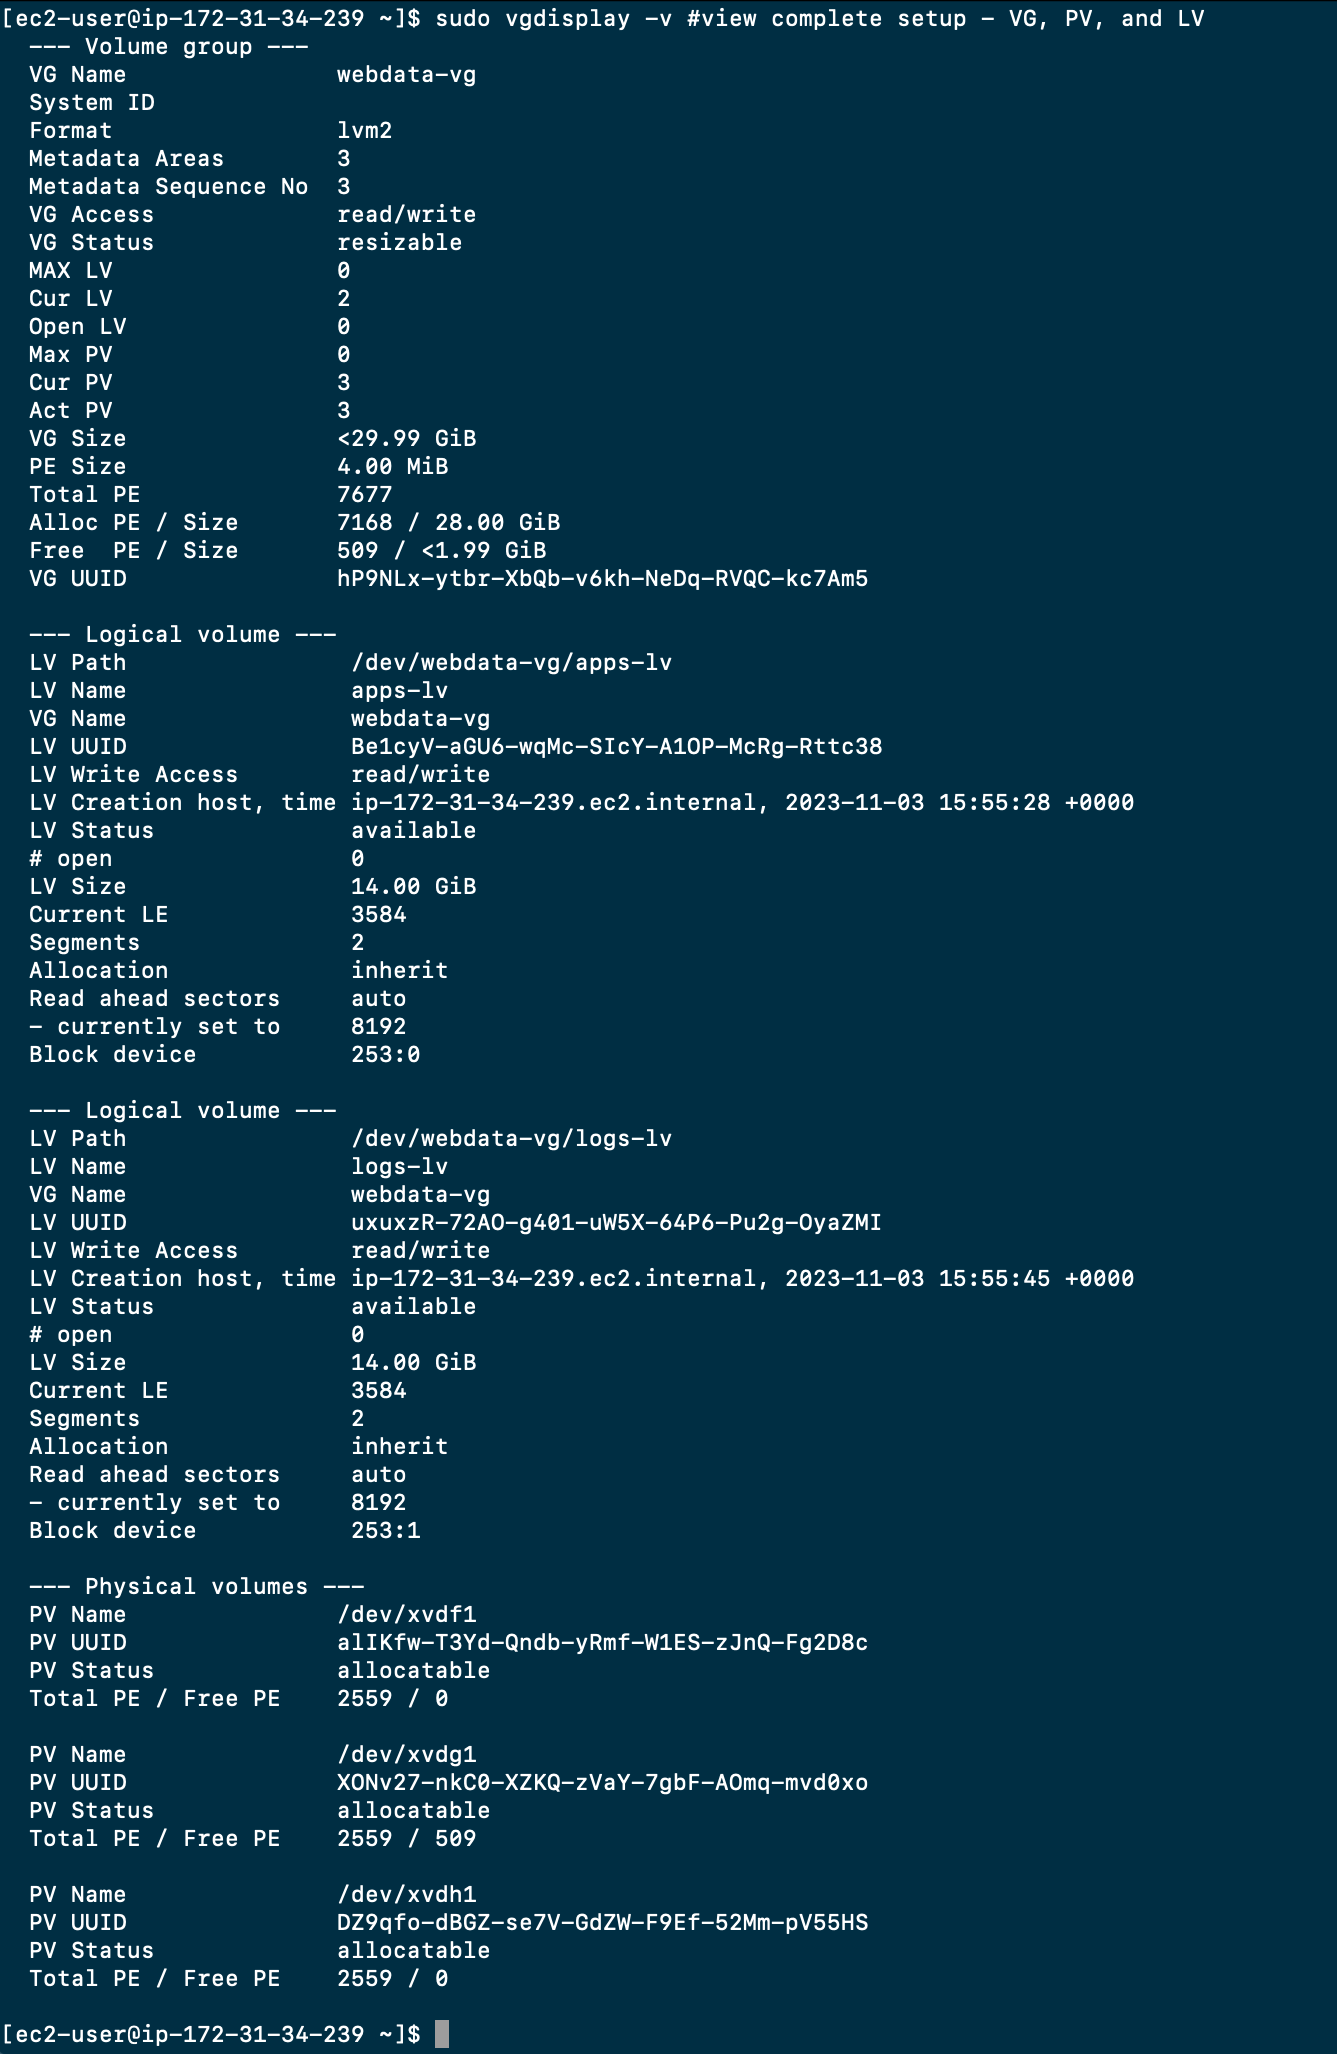 [ec2-user@ip-172-31-34-239 ~]$ sudo vgdisplay -v #view complete setup - VG, PV, and LV
  --- Volume group ---
  VG Name               webdata-vg
  System ID
  Format                lvm2
  Metadata Areas        3
  Metadata Sequence No  3
  VG Access             read/write
  VG Status             resizable
  MAX LV                0
  Cur LV                2
  Open LV               0
  Max PV                0
  Cur PV                3
  Act PV                3
  VG Size               <29.99 GiB
  PE Size               4.00 MiB
  Total PE              7677
  Alloc PE / Size       7168 / 28.00 GiB
  Free  PE / Size       509 / <1.99 GiB
  VG UUID               hP9NLx-ytbr-XbQb-v6kh-NeDq-RVQC-kc7Am5

  --- Logical volume ---
  LV Path                /dev/webdata-vg/apps-lv
  LV Name                apps-lv
  VG Name                webdata-vg
  LV UUID                Be1cyV-aGU6-wqMc-SIcY-A1OP-McRg-Rttc38
  LV Write Access        read/write
  LV Creation host, time ip-172-31-34-239.ec2.internal, 2023-11-03 15:55:28 +0000
  LV Status              available
  # open                 0
  LV Size                14.00 GiB
  Current LE             3584
  Segments               2
  Allocation             inherit
  Read ahead sectors     auto
  - currently set to     8192
  Block device           253:0

  --- Logical volume ---
  LV Path                /dev/webdata-vg/logs-lv
  LV Name                logs-lv
  VG Name                webdata-vg
  LV UUID                uxuxzR-72AO-g401-uW5X-64P6-Pu2g-OyaZMI
  LV Write Access        read/write
  LV Creation host, time ip-172-31-34-239.ec2.internal, 2023-11-03 15:55:45 +0000
  LV Status              available
  # open                 0
  LV Size                14.00 GiB
  Current LE             3584
  Segments               2
  Allocation             inherit
  Read ahead sectors     auto
  - currently set to     8192
  Block device           253:1

  --- Physical volumes ---
  PV Name               /dev/xvdf1
  PV UUID               alIKfw-T3Yd-Qndb-yRmf-W1ES-zJnQ-Fg2D8c
  PV Status             allocatable
  Total PE / Free PE    2559 / 0

  PV Name               /dev/xvdg1
  PV UUID               XONv27-nkC0-XZKQ-zVaY-7gbF-AOmq-mvd0xo
  PV Status             allocatable
  Total PE / Free PE    2559 / 509

  PV Name               /dev/xvdh1
  PV UUID               DZ9qfo-dBGZ-se7V-GdZW-F9Ef-52Mm-pV55HS
  PV Status             allocatable
  Total PE / Free PE    2559 / 0

[ec2-user@ip-172-31-34-239 ~]$